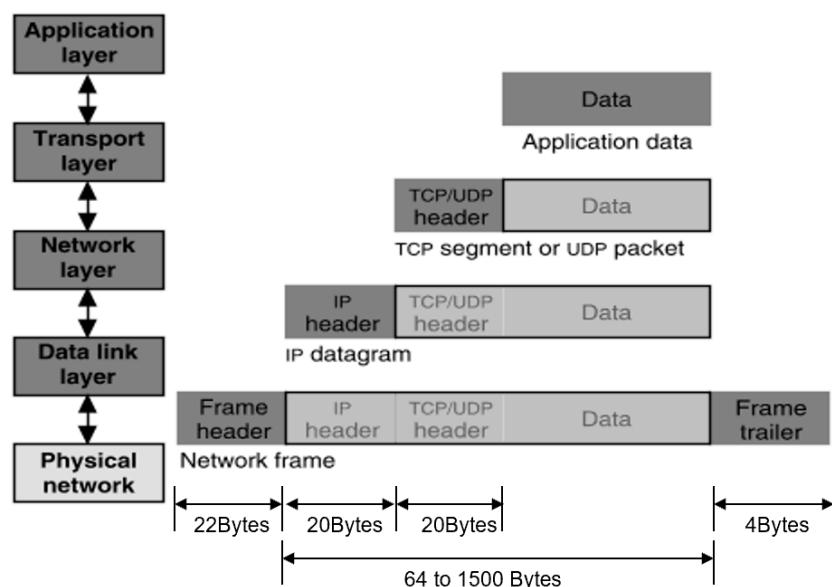 Application
layer
Data
Application data
Transport
layer
TCP/UDP
header
Data
TCP segment or UDP packet
Network
layer
IP
header
TCP/UDP
header
Data
IP datagram
Data link
layer
Frame
header
IP
header
TCP/UDP
header
Data
Frame
trailer
Physical
network
Network frame
22Bytes
20Bytes
20Bytes
4Bytes
64 to 1500 Bytes